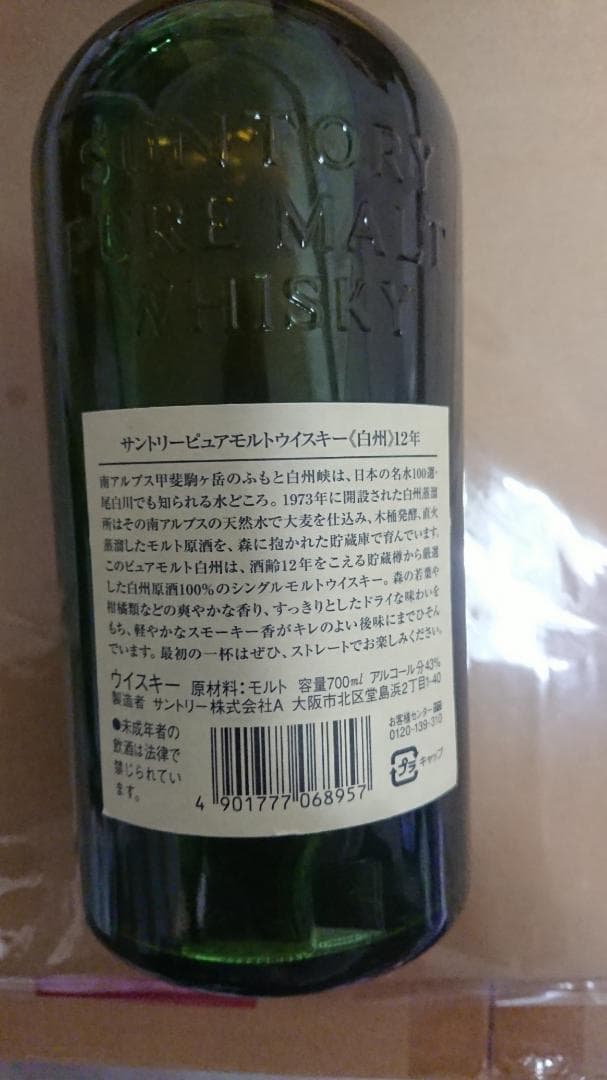 SUNTORY
PURE MALT
WHISKY
サントリーピュアモルトウイスキー《白州》12年
南アルプス甲斐駒ヶ岳のふもと白州峡は、日本の名水100選・
尾白川でも知られる水どころ。1973年に開設された白州蒸溜
所はその南アルプスの天然水で大麦を仕込み、木桶発酵、直火
蒸溜したモルト原酒を、森に抱かれた貯蔵庫で育んでいます。
このピュアモルト白州は、酒齢12年をこえる貯蔵樽から厳選
した白州原酒100%のシングルモルトウイスキー。森の若葉や
柑橘類などの爽やかな香り、すっきりとしたドライな味わいを
もち、軽やかなスモーキー香がキレのよい後味にまでひそん
でいます。最初の一杯はぜひ、ストレートでお楽しみください。
ウイスキー 原材料:モルト 容量700ml アルコール分43%
製造者 サントリー株式会社A 大阪市北区堂島浜2丁目1-40
●未成年者の
飲酒は法律で
禁じられてい
ます。
お客様センター
0120-139-310
プラ キャップ
4 901777 068957